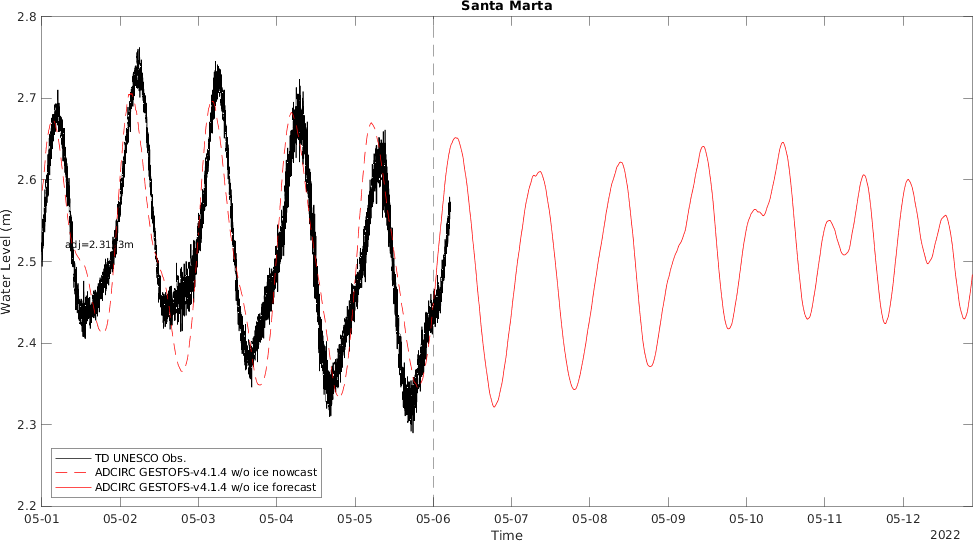 Santa Marta
2.8
2.7
2.6
2.5
2.4
2.3
2.2
Water Level (m)
TD UNESCO Obs.
ADCIRC GESTOFS-v4.1.4 w/o ice nowcast
ADCIRC GESTOFS-v4.1.4 w/o ice forecast
05-01 05-02 05-03 05-04 05-05 05-06 05-07 05-08 05-09 05-10 05-11 05-12
Time
2022